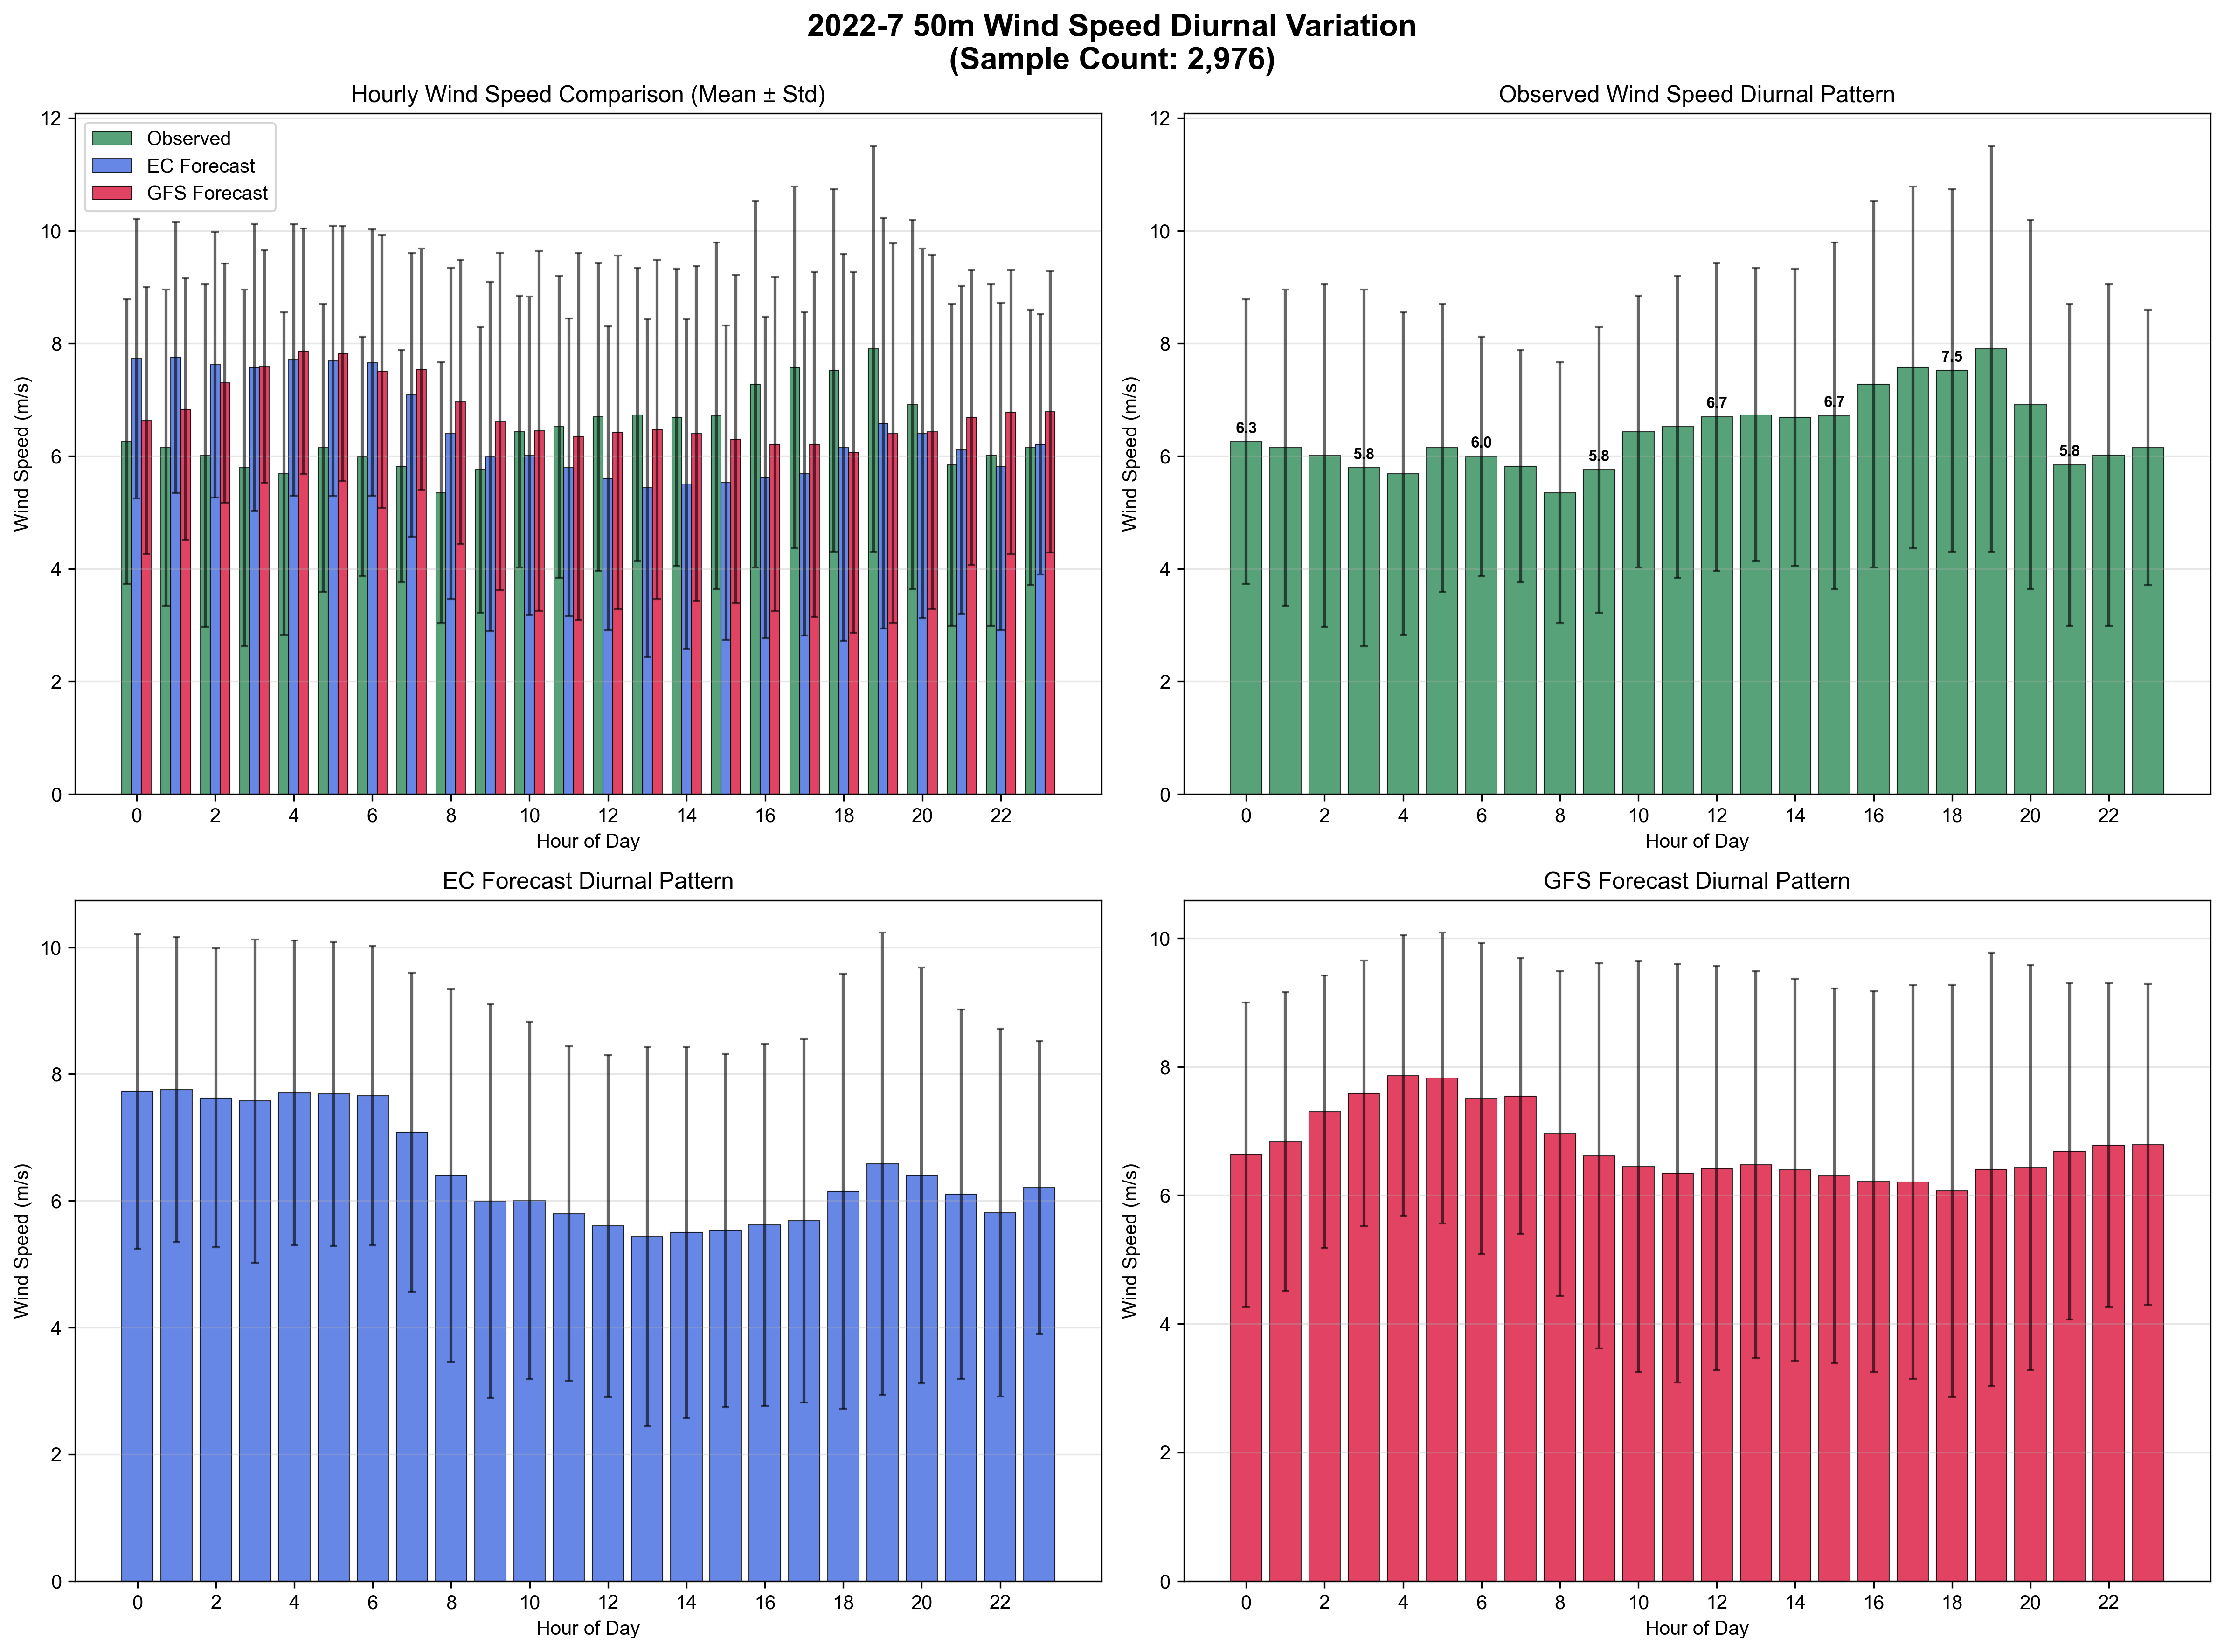 2022-7 50m Wind Speed Diurnal Variation
(Sample Count: 2,976)
Hourly Wind Speed Comparison (Mean ± Std)
Observed
EC Forecast
GFS Forecast
12
10
8
6
4
2
0
Wind Speed (m/s)
0 2 4 6 8 10 12 14 16 18 20 22
Hour of Day
Observed Wind Speed Diurnal Pattern
12
10
8
6
4
2
0
Wind Speed (m/s)
6.3 5.8 6.0 5.8 6.7 6.7 7.5 5.8
0 2 4 6 8 10 12 14 16 18 20 22
Hour of Day
EC Forecast Diurnal Pattern
10
8
6
4
2
0
Wind Speed (m/s)
0 2 4 6 8 10 12 14 16 18 20 22
Hour of Day
GFS Forecast Diurnal Pattern
10
8
6
4
2
0
Wind Speed (m/s)
0 2 4 6 8 10 12 14 16 18 20 22
Hour of Day